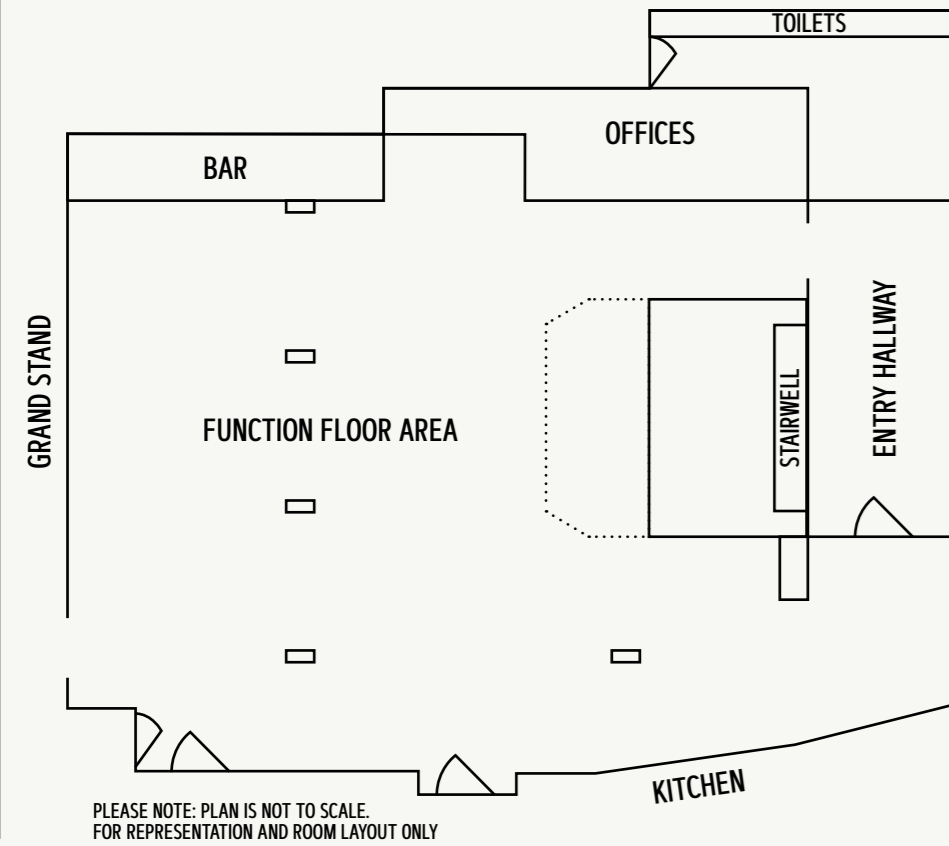 TOILETS
OFFICES
BAR
GRAND STAND
FUNCTION FLOOR AREA
STAIRWELL
ENTRY HALLWAY
KITCHEN
PLEASE NOTE: PLAN IS NOT TO SCALE.
FOR REPRESENTATION AND ROOM LAYOUT ONLY